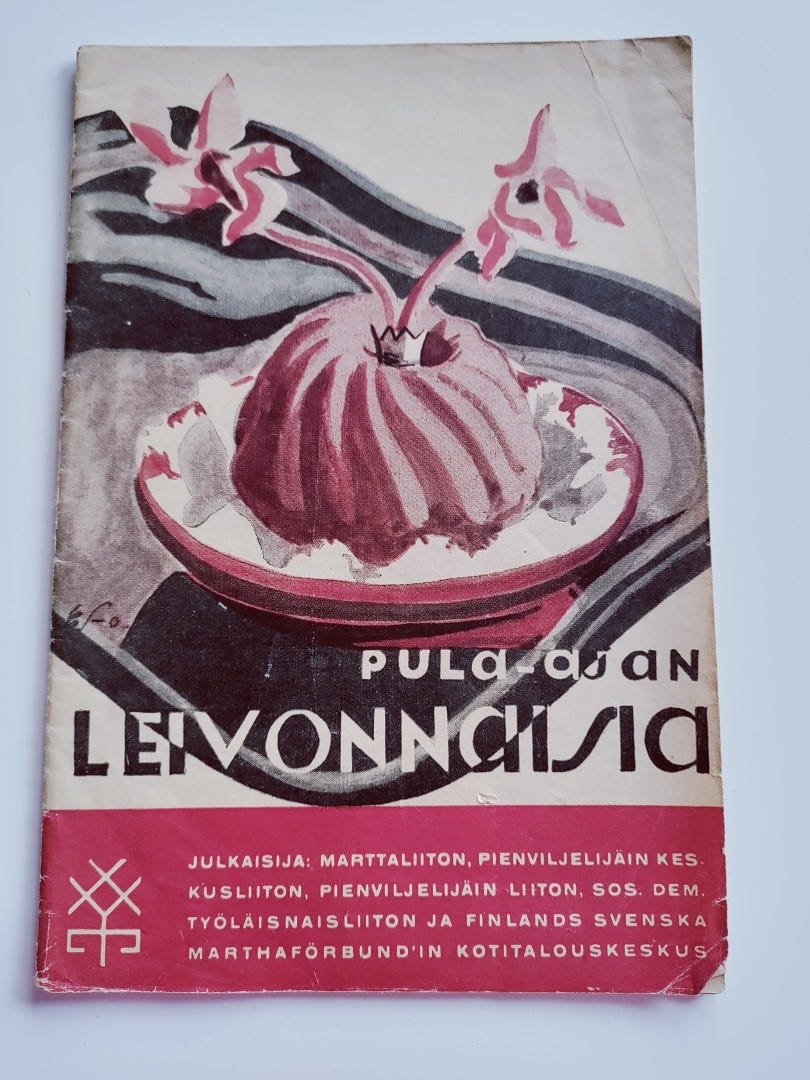 PULA-AJAN
LEIVONNAISIA
JULKAISIJA: MARTTALIITON, PIENVILJELIJÄIN KES-
KUSLIITON, PIENVILJELIJÄIN LIITON, SOS. DEM.
TYÖLÄISNAISLIITON JA FINLANDS SVENSKA
MARTHAFÖRBUND'IN KOTITALOUSKESKUS